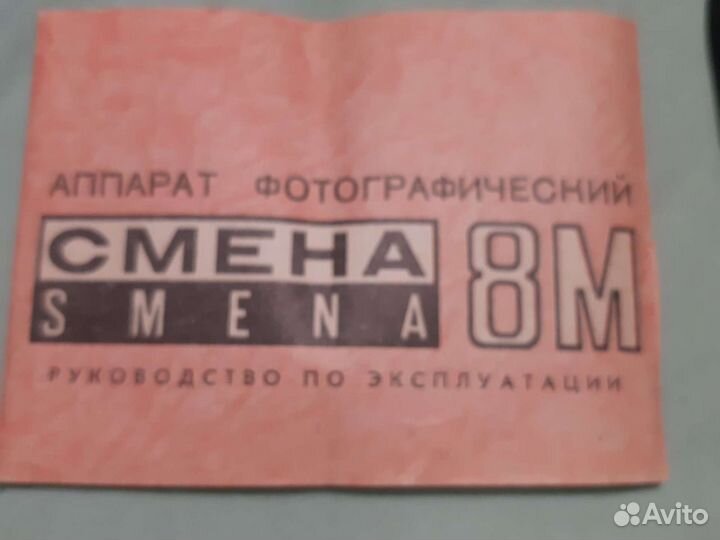 АППАРАТ ФОТОГРАФИЧЕСКИЙ
СМЕНА 8М
SMENA
РУКОВОДСТВО ПО ЭКСПЛУАТАЦИИ
Avito